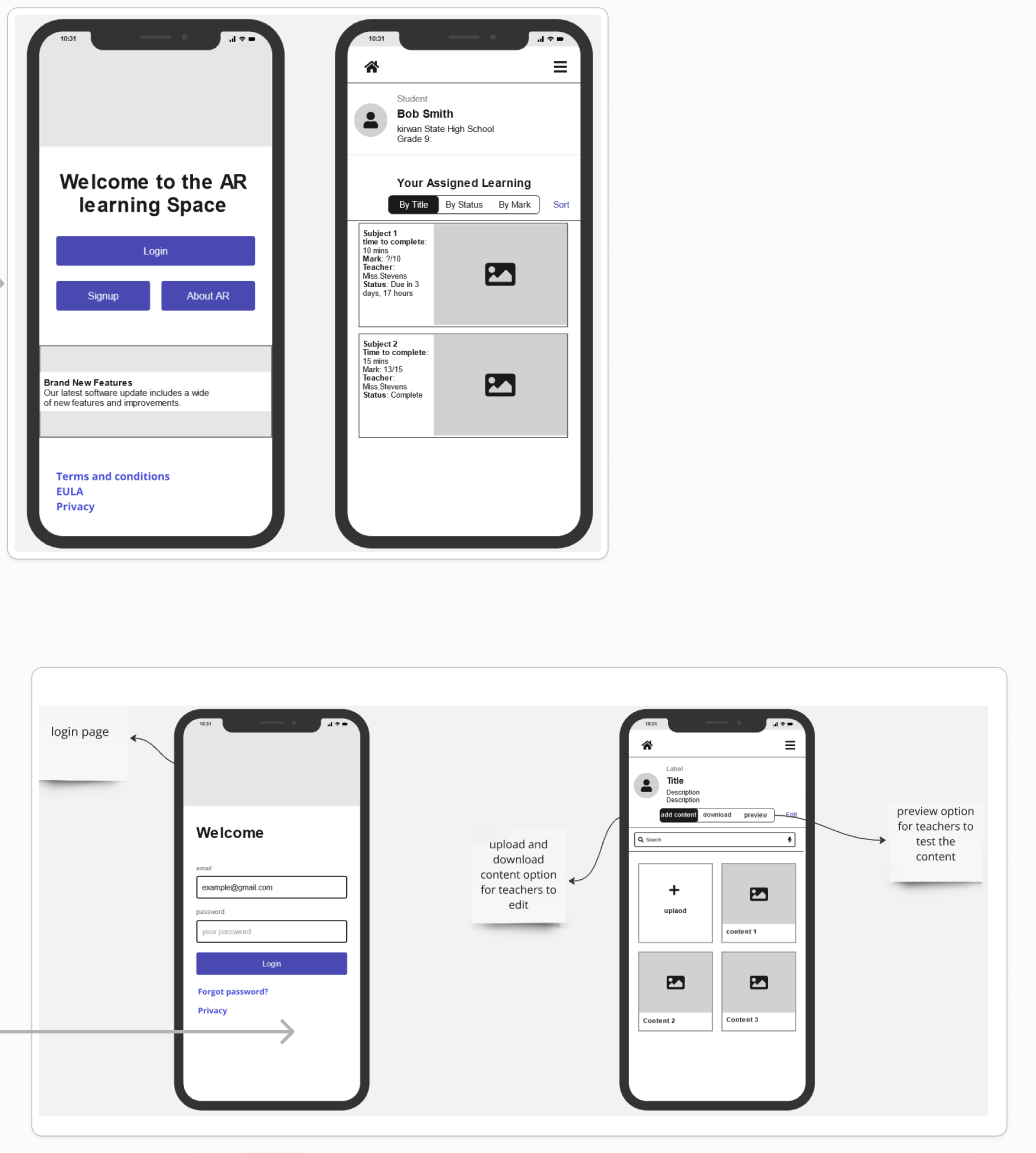 10:31
Welcome to the AR
learning Space
Login
Signup
About AR
Brand New Features
Our latest software update includes a wide
of new features and improvements.
Terms and conditions
EULA
Privacy
10:31
Student
Bob Smith
kirwan State High School
Grade 9:
Your Assigned Learning
By Title
By Status
By Mark
Sort
Subject 1
time to complete:
10 mins
Mark: ?/10
Teacher:
Miss.Stevens
Status: Due in 3
days, 17 hours
Subject 2
Time to complete:
15 mins
Mark: 13/15
Teacher:
Miss.Stevens
Status: Complete
login page
10:31
Welcome
email
example@gmail.com
password
your password
Login
Forgot password?
Privacy
upload and
download
content option
for teachers to
edit
10:31
Label
Title
Description
Description
add content
download
preview
Edit
Search
uplaod
content 1
Content 2
Content 3
preview option
for teachers to
test the
content